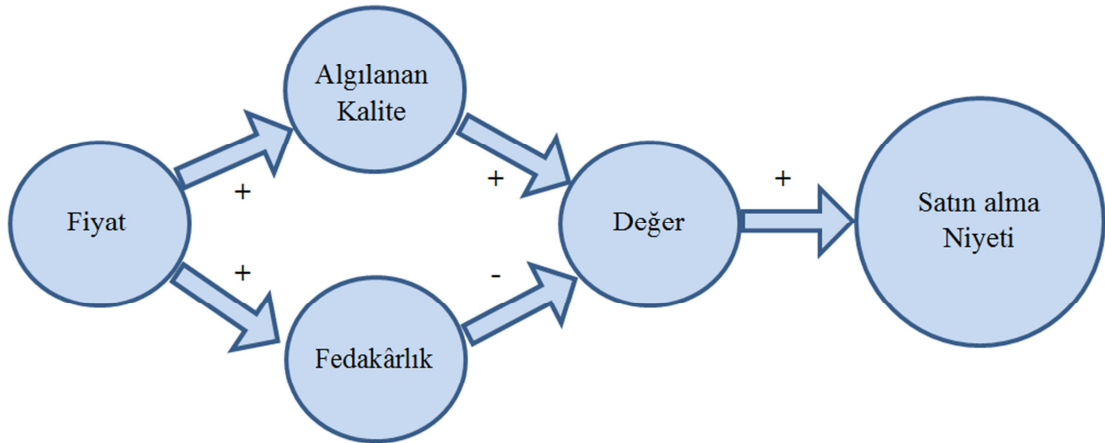 Algılanan
Kalite
+
+
+
Fiyat
Değer
Satın alma
Niyeti
+
-
Fedakârlık